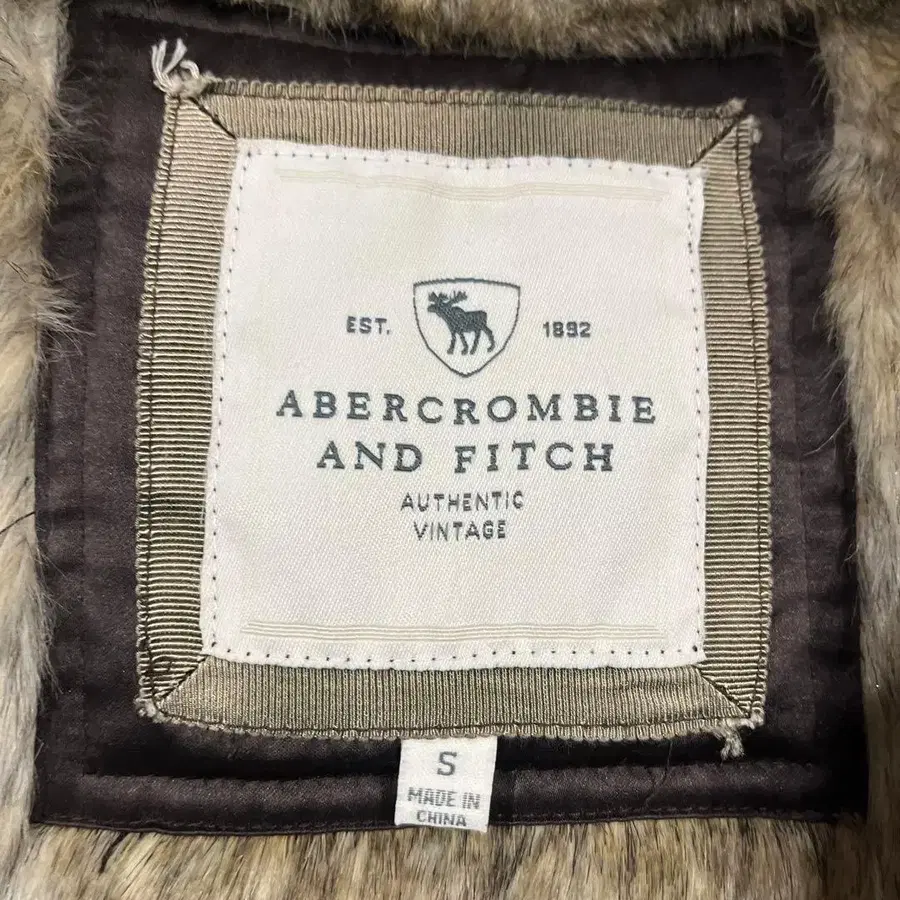 EST. 1892
ABERCROMBIE
AND FITCH
AUTHENTIC
VINTAGE
S
MADE IN
CHINA